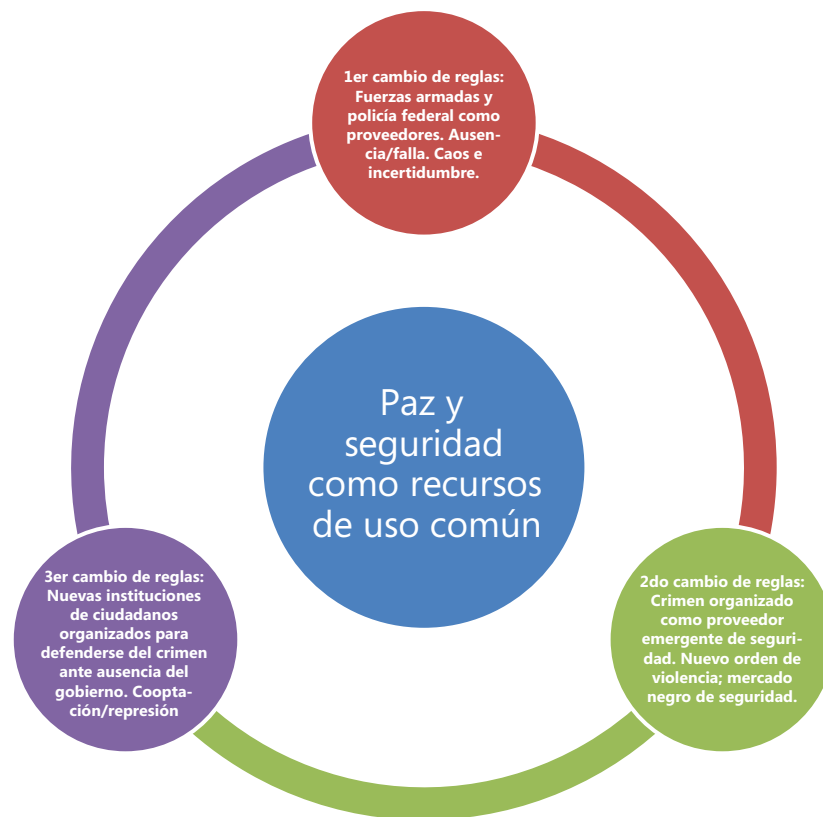 1er cambio de reglas:
Fuerzas armadas y
policía federal como
proveedores. Ausen-
cia/falla. Caos e
incertidumbre.
Paz y
seguridad
como recursos
de uso común
3er cambio de reglas:
Nuevas instituciones
de ciudadanos
organizados para
defenderse del crimen
ante ausencia del
gobierno. Coopta-
ción/represión
2do cambio de reglas:
Crimen organizado
como proveedor
emergente de seguri-
dad. Nuevo orden de
violencia; mercado
negro de seguridad.